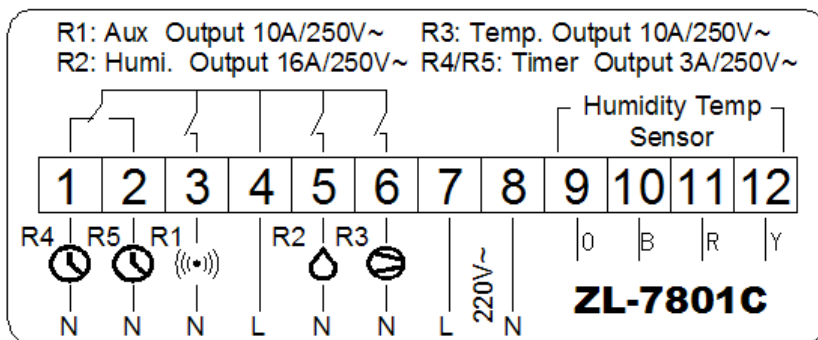 R1: Aux Output 10A/250V~ R3: Temp. Output 10A/250V~
R2: Humi. Output 16A/250V~ R4/R5: Timer Output 3A/250V~
Humidity Temp
Sensor
1 2 3 4 5 6 7 8 9 10 11 12
R4 R5 R1 R2 R3 220V~ O B R Y
ZL-7801C
N N N L N N L N